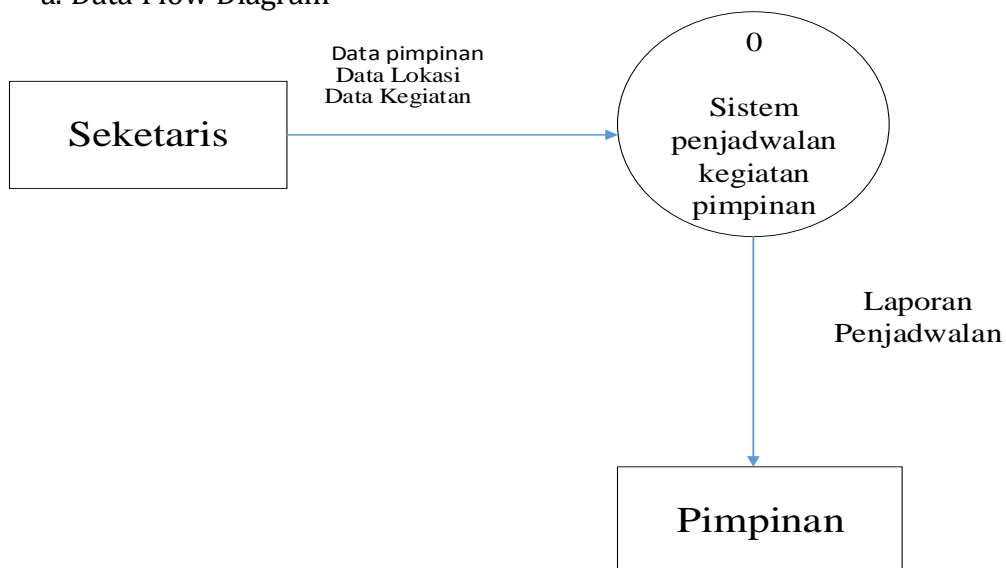 a. Data Flow Diagram
Data pimpinan
Data Lokasi
Data Kegiatan
Seketaris
0
Sistem
penjadwalan
kegiatan
pimpinan
Laporan
Penjadwalan
Pimpinan